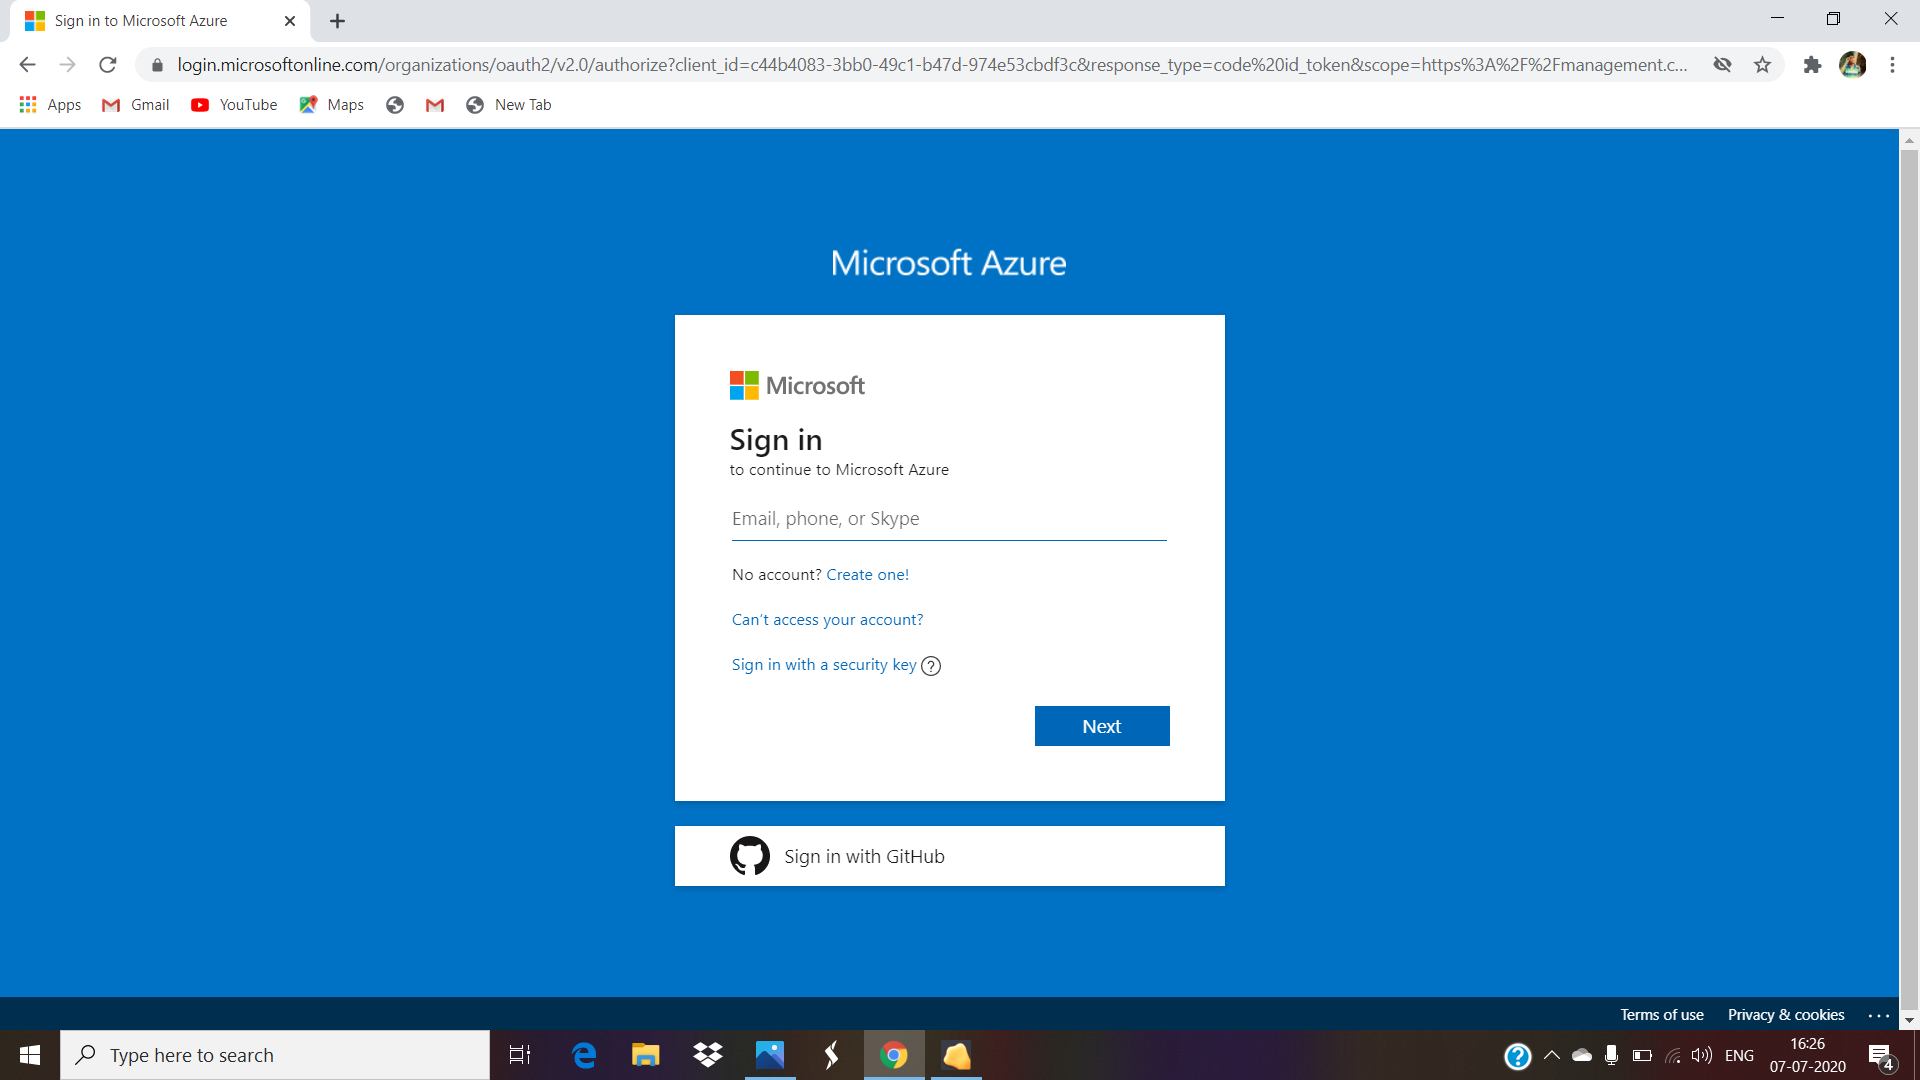 Sign in to Microsoft Azure
login.microsoftonline.com/organizations/oauth2/v2.0/authorize?client_id=c44b4083-3bb0-49c1-b47d-974e53cbdf3c&response_type=code%20id_token&scope=https%3A%2F%2Fmanagement.c...
Apps Gmail YouTube Maps New Tab
Microsoft Azure
Microsoft
Sign in
to continue to Microsoft Azure
Email, phone, or Skype
No account? Create one!
Can't access your account?
Sign in with a security key
Next
Sign in with GitHub
Terms of use Privacy & cookies ...
Type here to search
ENG
16:26
07-07-2020
4